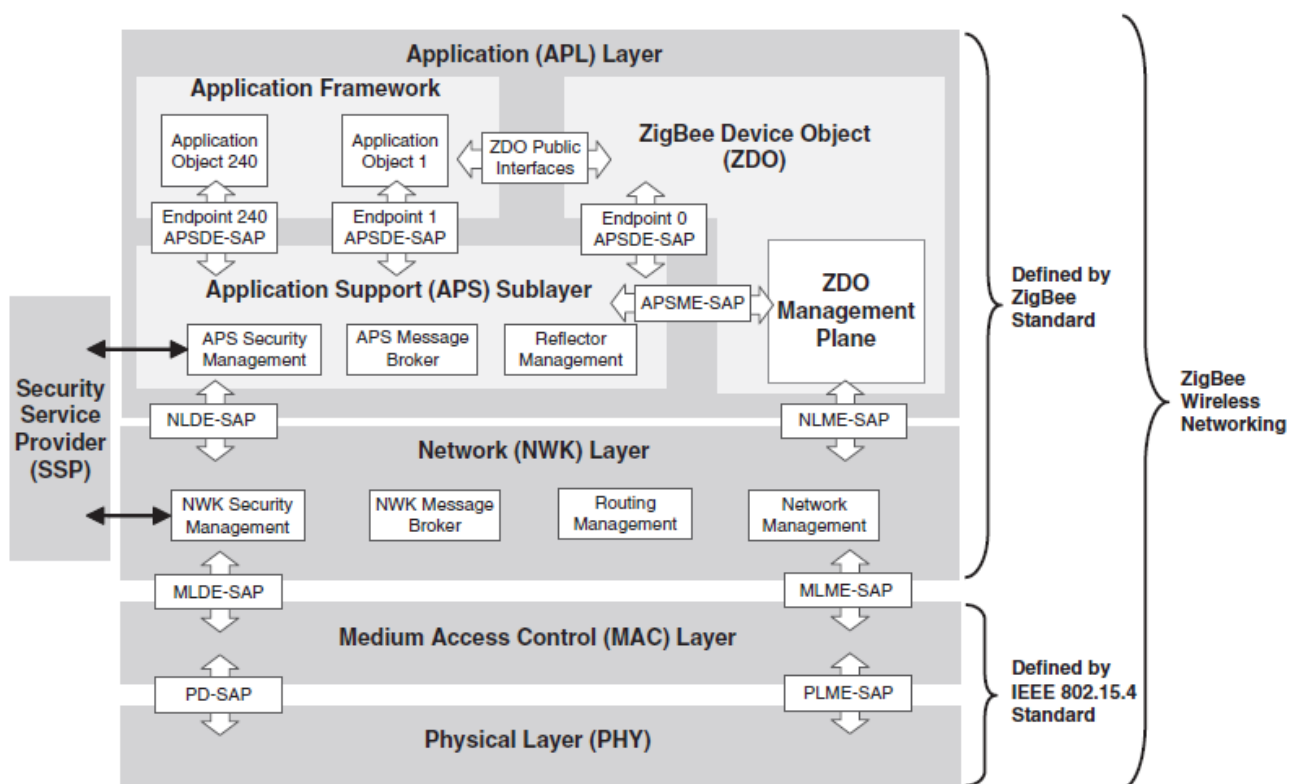 Application (APL) Layer
Application Framework
Application
Object 240
Application
Object 1
ZDO Public
Interfaces
ZigBee Device Object
(ZDO)
Endpoint 240
APSDE-SAP
Endpoint 1
APSDE-SAP
Endpoint 0
APSDE-SAP
Application Support (APS) Sublayer
APSME-SAP
ZDO
Management
Plane
APS Security
Management
APS Message
Broker
Reflector
Management
Security
Service
Provider
(SSP)
NLDE-SAP
NLME-SAP
Network (NWK) Layer
NWK Security
Management
NWK Message
Broker
Routing
Management
Network
Management
MLDE-SAP
MLME-SAP
Medium Access Control (MAC) Layer
PD-SAP
PLME-SAP
Physical Layer (PHY)
Defined by
ZigBee
Standard
Defined by
IEEE 802.15.4
Standard
ZigBee
Wireless
Networking